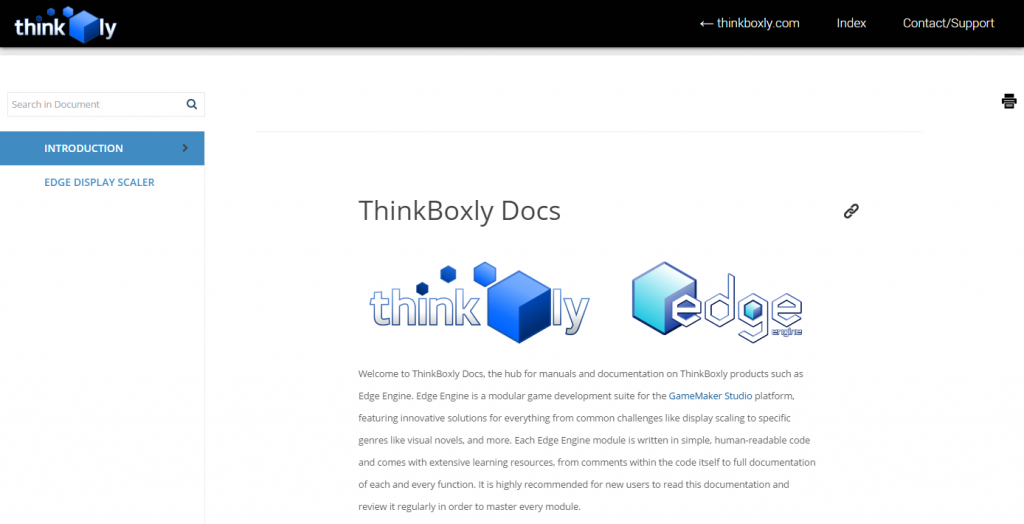 think ly
← thinkboxly.com
Index
Contact/Support
Search in Document
INTRODUCTION
EDGE DISPLAY SCALER
ThinkBoxly Docs
think ly
edge
engine
Welcome to ThinkBoxly Docs, the hub for manuals and documentation on ThinkBoxly products such as
Edge Engine. Edge Engine is a modular game development suite for the GameMaker Studio platform,
featuring innovative solutions for everything from common challenges like display scaling to specific
genres like visual novels, and more. Each Edge Engine module is written in simple, human-readable code
and comes with extensive learning resources, from comments within the code itself to full documentation
of each and every function. It is highly recommended for new users to read this documentation and
review it regularly in order to master every module.